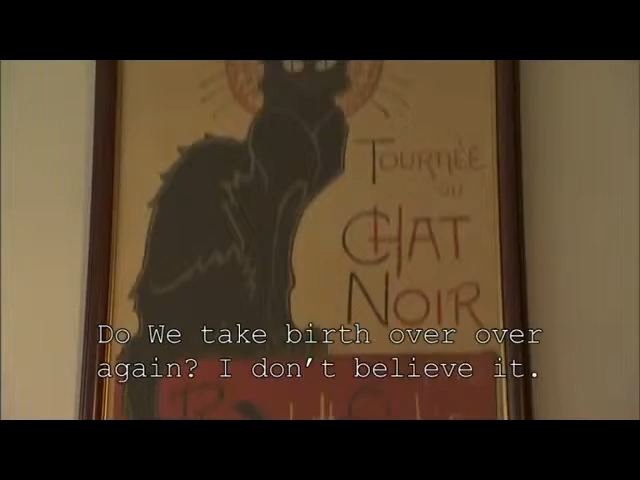 TOURNÉE
DU
CHAT
NOIR
Do We take birth over over
again? I don't believe it.